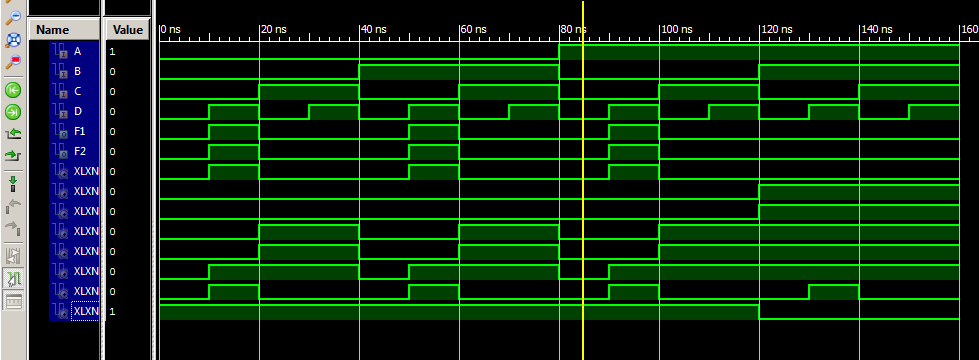 Name Value 0 ns 20 ns 40 ns 60 ns 80 ns 100 ns 120 ns 140 ns 160
A 1
B 0
C 0
D 0
F1 0
F2 0
XLXN 0
XLXN 0
XLXN 0
XLXN 0
XLXN 0
XLXN 0
XLXN 0
XLXN 1